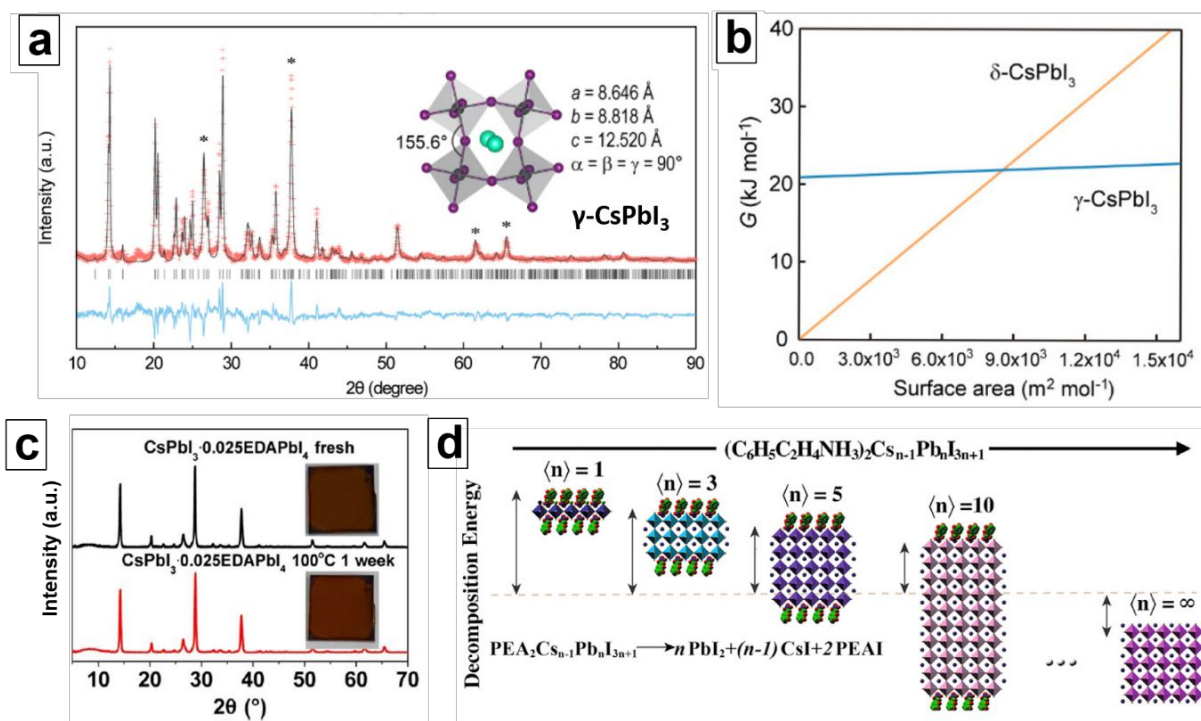 a
Intensity (a.u.)
*
*
*
*
155.6°
a = 8.646 Å
b = 8.818 Å
c = 12.520 Å
α = β = γ = 90°
γ-CsPbI₃
10 20 30 40 50 60 70 80 90
2θ (degree)
b
G (kJ mol⁻¹)
40
30
20
10
0
δ-CsPbI₃
γ-CsPbI₃
0.0 3.0x10³ 6.0x10³ 9.0x10³ 1.2x10⁴ 1.5x10⁴
Surface area (m² mol⁻¹)
c
Intensity (a.u.)
CsPbI₃·0.025EDAPbI₄ fresh
CsPbI₃·0.025EDAPbI₄ 100°C 1 week
10 20 30 40 50 60 70
2θ (°)
d
Decomposition Energy
(C₆H₅C₂H₄NH₃)₂Csₙ₋₁PbₙI₃ₙ₊₁
⟨n⟩ = 1
⟨n⟩ = 3
⟨n⟩ = 5
⟨n⟩ =10
⟨n⟩ = ∞
PEA₂Csₙ₋₁PbₙI₃ₙ₊₁⟶n PbI₂+(n-1) CsI+2 PEAI